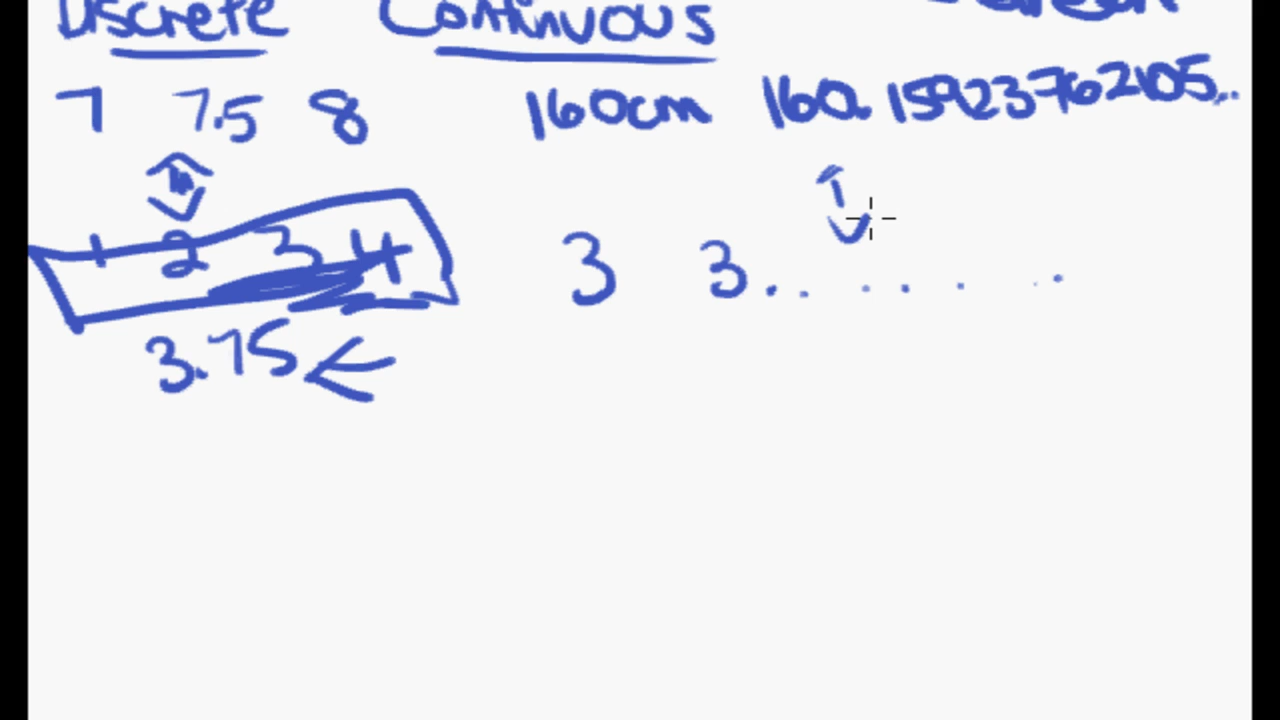 Discrete Continuous
7 7.5 8 160cm 160.15923762105...
1 2 3 4 3 3.......
3.75